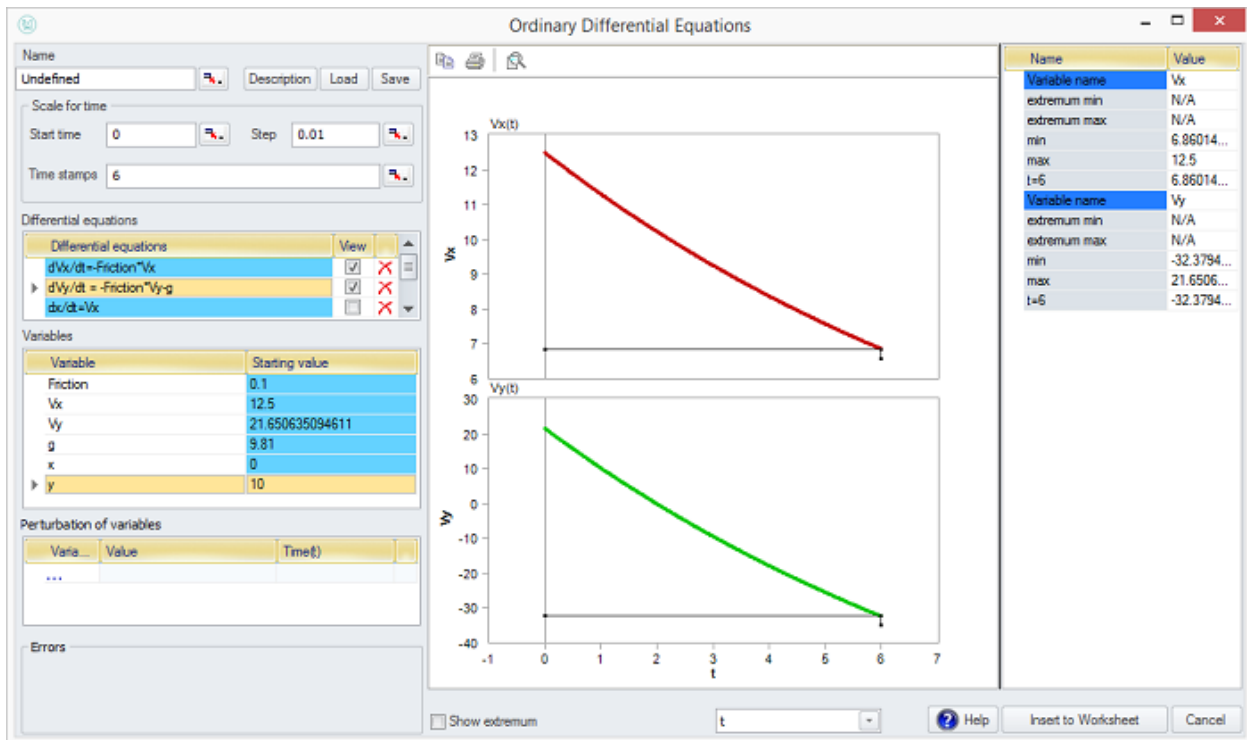 Ordinary Differential Equations
Name
Undefined
Description Load Save
Scale for time
Start time 0 Step 0.01
Time stamps 6
Differential equations
Differential equations View
dVx/dt=-Friction*Vx
dVy/dt = -Friction*Vy-g
dx/dt=Vx
Variables
Variable Starting value
Friction 0.1
Vx 12.5
Vy 21.650635094611
g 9.81
x 0
y 10
Perturbation of variables
Varia... Value Time(t)
...
Errors
Vx(t)
13
12
11
10
9
8
7
6
Vx
Vy(t)
30
20
10
0
-10
-20
-30
-40
Vy
-1 0 1 2 3 4 5 6 7
t
Show extremum
t
Help
Insert to Worksheet
Cancel
Name Value
Variable name Vx
extremum min N/A
extremum max N/A
min 6.86014...
max 12.5
t=6 6.86014...
Variable name Vy
extremum min N/A
extremum max N/A
min -32.3794...
max 21.6506...
t=6 -32.3794...